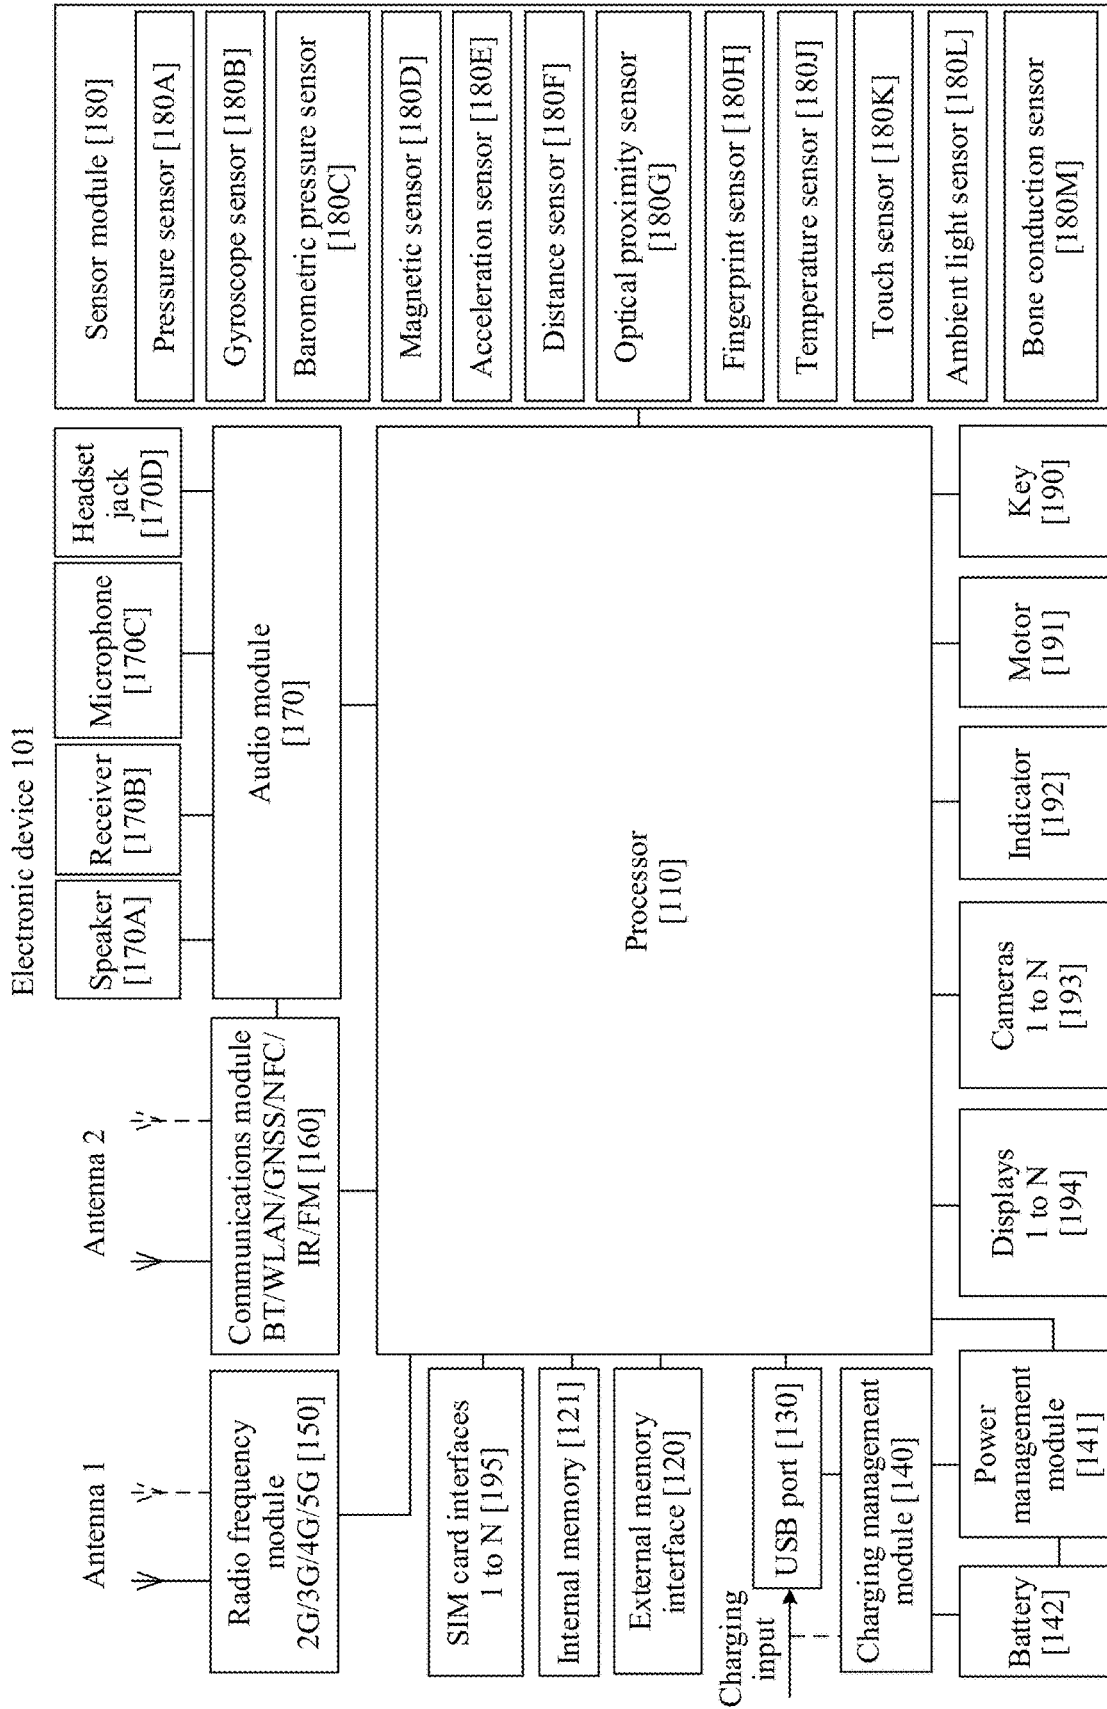 Electronic device 101
Antenna 1
Antenna 2
Speaker
[170A]
Receiver
[170B]
Microphone
[170C]
Headset
jack
[170D]
Radio frequency
module
2G/3G/4G/5G [150]
Communications module
BT/WLAN/GNSS/NFC/
IR/FM [160]
Audio module
[170]
SIM card interfaces
1 to N [195]
Internal memory [121]
External memory
interface [120]
Charging
input
USB port [130]
Charging management
module [140]
Processor
[110]
Battery
[142]
Power
management
module
[141]
Displays
1 to N
[194]
Cameras
1 to N
[193]
Indicator
[192]
Motor
[191]
Key
[190]
Sensor module [180]
Pressure sensor [180A]
Gyroscope sensor [180B]
Barometric pressure sensor
[180C]
Magnetic sensor [180D]
Acceleration sensor [180E]
Distance sensor [180F]
Optical proximity sensor
[180G]
Fingerprint sensor [180H]
Temperature sensor [180J]
Touch sensor [180K]
Ambient light sensor [180L]
Bone conduction sensor
[180M]